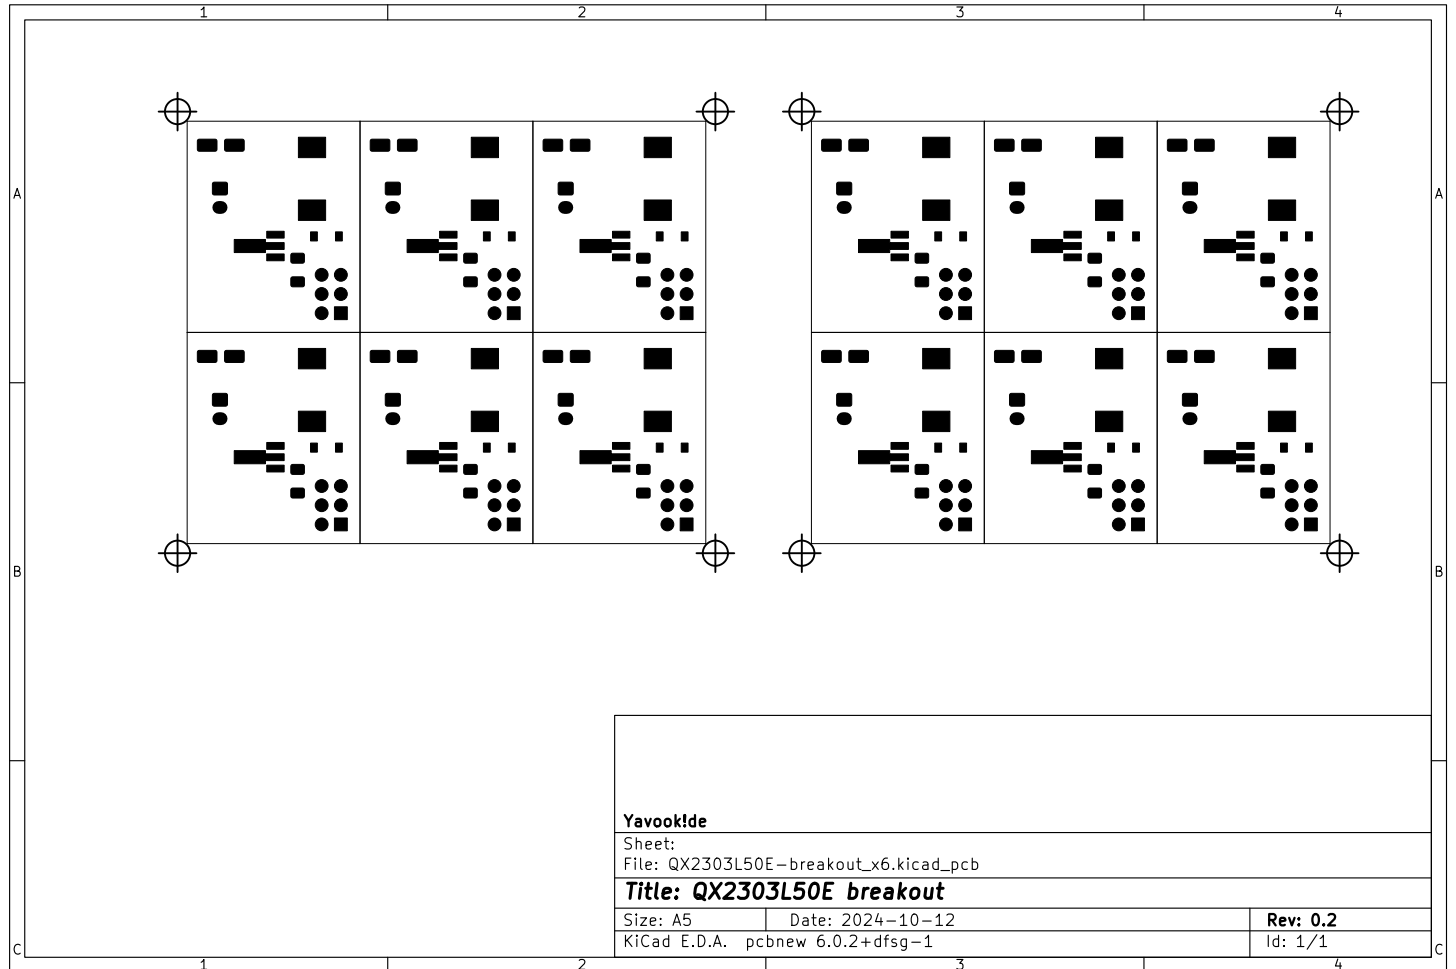 1 2 3 4
A A
B B
Yavook!de
Sheet:
File: QX2303L50E-breakout_x6.kicad_pcb
Title: QX2303L50E breakout
Size: A5 Date: 2024-10-12 Rev: 0.2
KiCad E.D.A. pcbnew 6.0.2+dfsg-1 Id: 1/1
C C
1 2 3 4